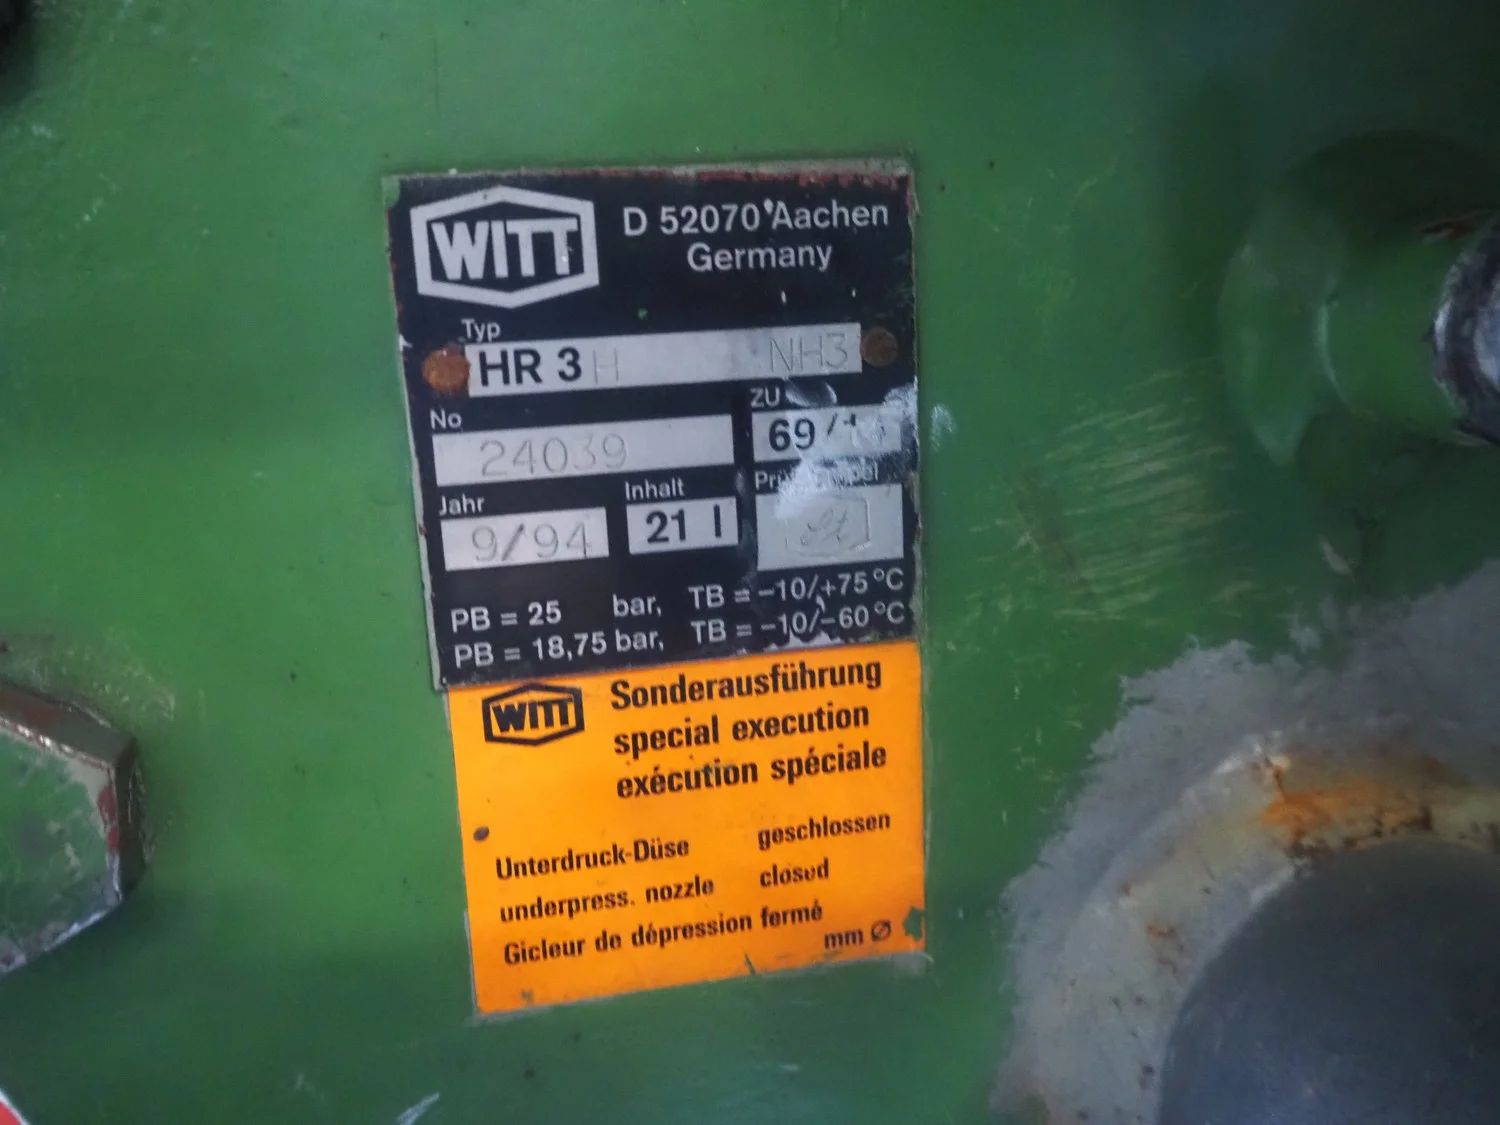 WITT
D 52070 Aachen
Germany
Typ
HR 3H NH3
No
24039
ZU
69/
Jahr
9/94
Inhalt
21 l
PB = 25 bar, TB = -10/+75°C
PB = 18,75 bar, TB = -10/-60°C
WITT
Sonderausführung
special execution
exécution spéciale
Unterdruck-Düse geschlossen
underpress. nozzle closed
Gicleur de dépression fermé
mm Ø